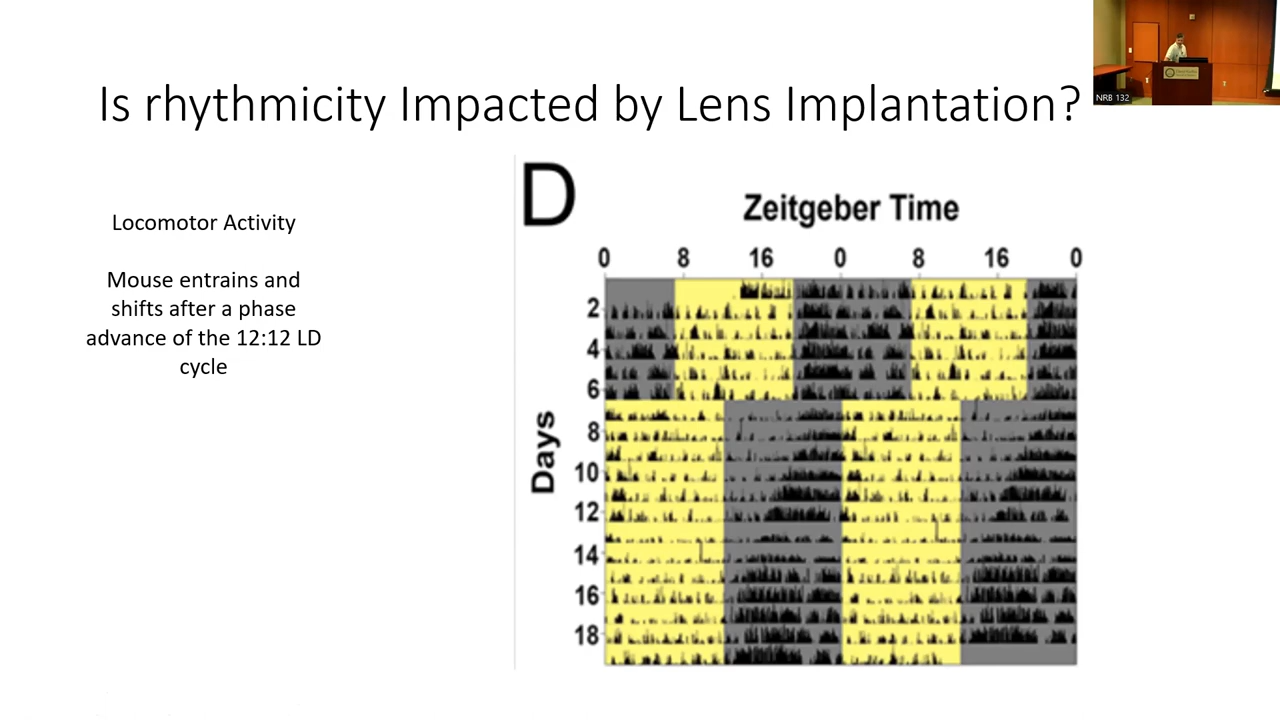 Is rhythmicity Impacted by Lens Implantation?
NRB 132
Locomotor Activity
Mouse entrains and
shifts after a phase
advance of the 12:12 LD
cycle
D
Zeitgeber Time
0 8 16 0 8 16 0
Days
2
4
6
8
10
12
14
16
18